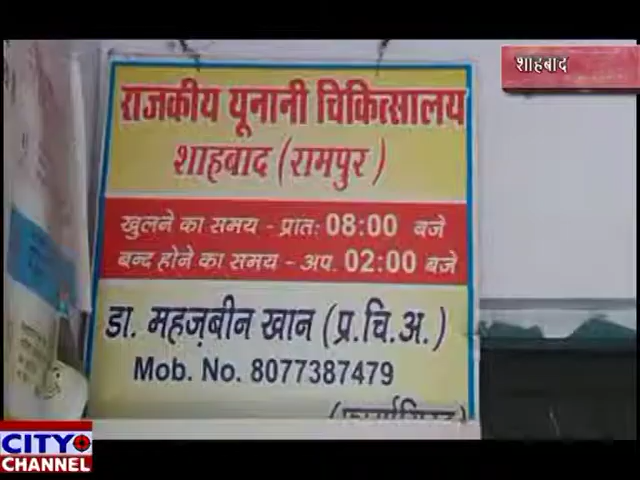 शाहबाद
राजकीय यूनानी चिकित्सालय
शाहबाद (रामपुर)
खुलने का समय - प्रांत: 08:00 बजे
बन्द होने का समय - अप. 02:00 बजे
डा. महज़बीन खान (प्र.चि.अ.)
Mob. No. 8077387479
CITY
CHANNEL